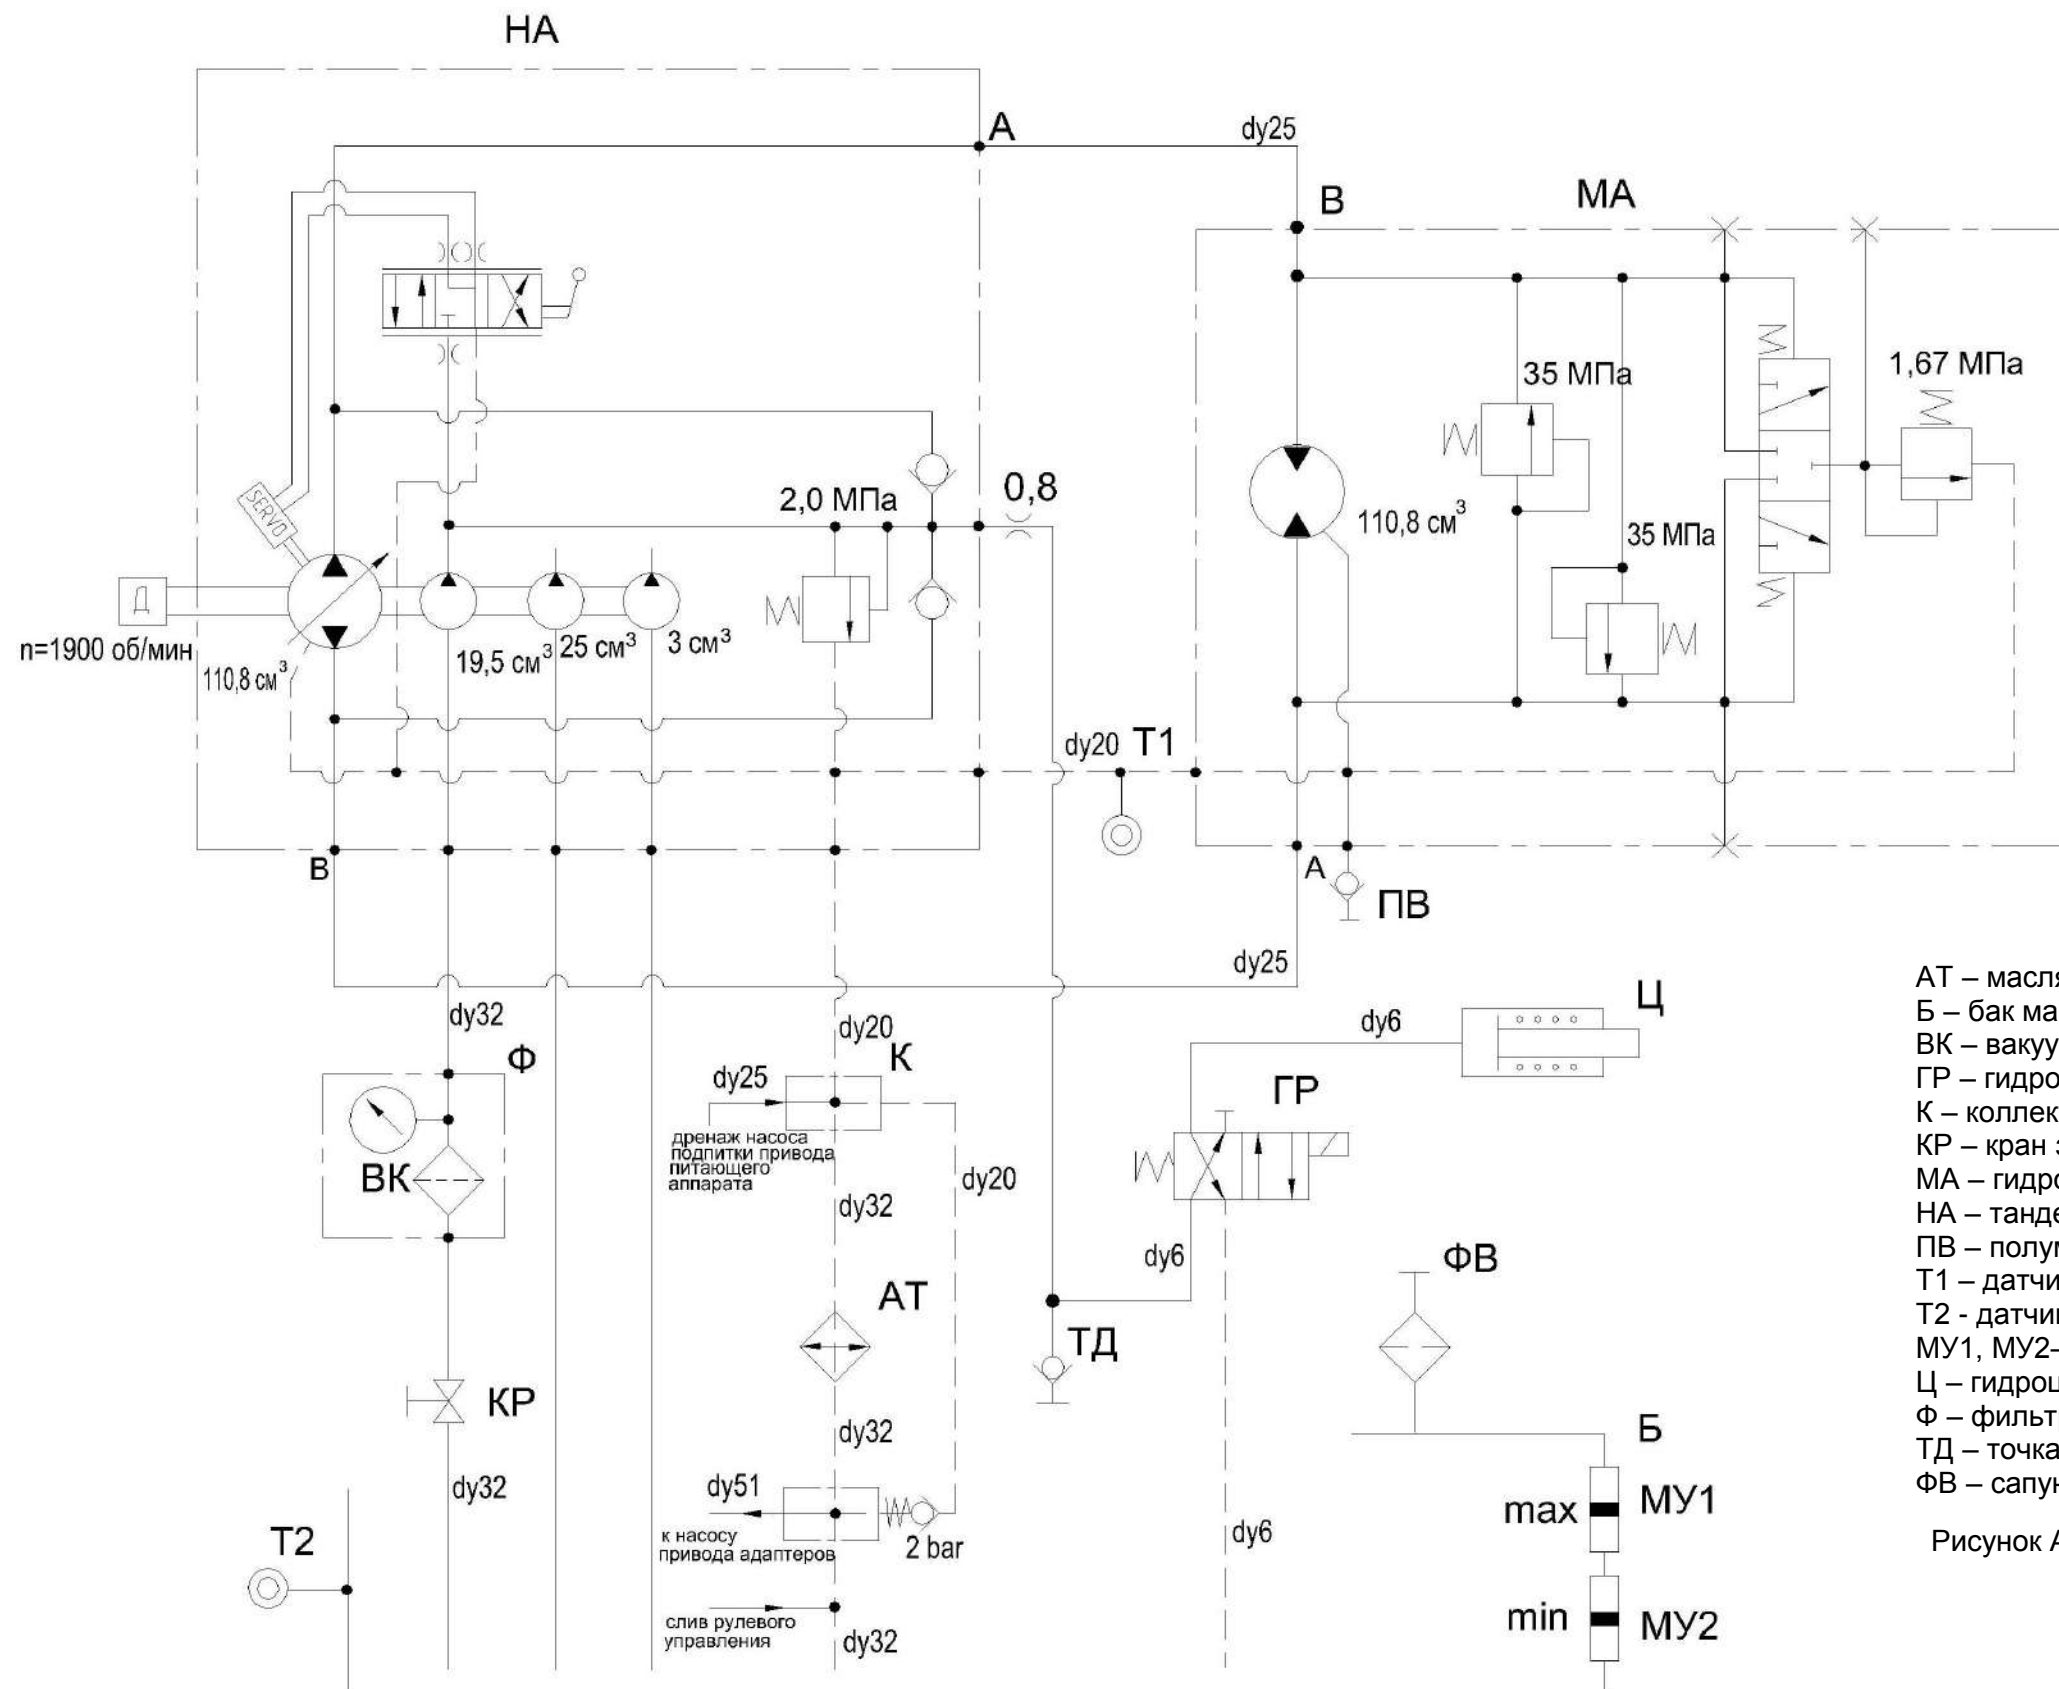 НА
А
dy25
В
МА
35 МПа
1,67 МПа
2,0 МПа
0,8
SERVO
110,8 см³
35 МПа
Д
n=1900 об/мин
110,8 см³
19,5 см³
25 см³
3 см³
dy20
Т1
В
А
ПВ
dy25
Ц
dy6
dy32
Ф
dy20
К
dy25
дренаж насоса
подпитки привода
питающего
аппарата
ГР
ВК
dy32
dy20
dy6
ФВ
АТ
ТД
КР
dy32
Б
dy32
dy51
max
МУ1
к насосу
привода адаптеров
2 bar
dy6
Т2
min
МУ2
слив рулевого
управления
dy32
АТ – масля
Б – бак ма
ВК – вакуу
ГР – гидро
К – коллек
КР – кран з
МА – гидро
НА – танде
ПВ – полум
Т1 – датчи
Т2 - датчи
МУ1, МУ2–
Ц – гидроц
Ф – фильт
ТД – точка
ФВ – сапун
Рисунок А